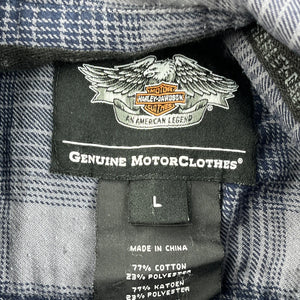 MOTOR
HARLEY-DAVIDSON
CYCLES
AN AMERICAN LEGEND
GENUINE MOTORCLOTHES®
L
MADE IN CHINA
77% COTTON
23% POLYESTER
77% KATOEN
23% POLYESTER